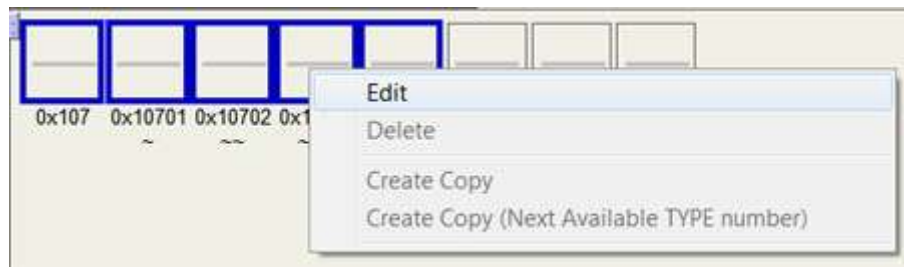 0x107 0x10701 0x10702 0x1
~ ~~ ~
Edit
Delete
Create Copy
Create Copy (Next Available TYPE number)